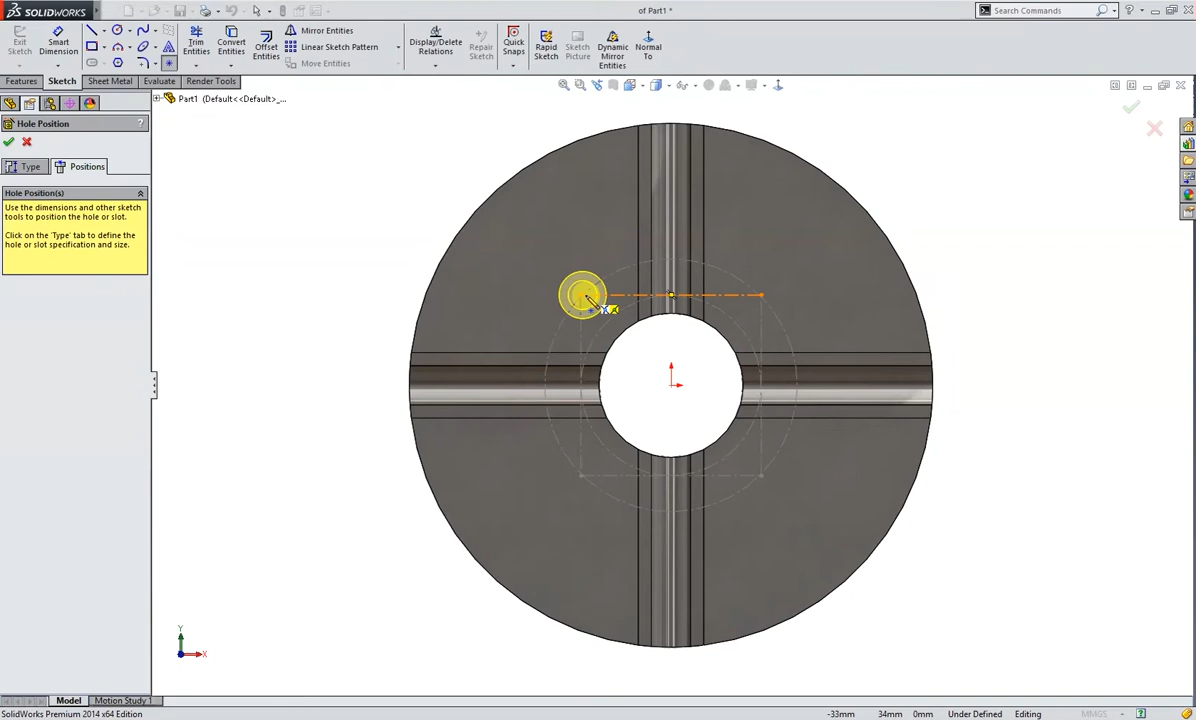 SOLIDWORKS
of Part1 *
Search Commands
Exit Sketch
Smart Dimension
Trim Entities
Convert Entities
Offset Entities
Mirror Entities
Linear Sketch Pattern
Move Entities
Display/Delete Relations
Repair Sketch
Quick Snaps
Rapid Sketch
Sketch Picture
Dynamic Mirror Entities
Normal To
Features
Sketch
Sheet Metal
Evaluate
Render Tools
Part1 (Default<<Default>_...
Hole Position
?
Type
Positions
Hole Position(s)
Use the dimensions and other sketch
tools to position the hole or slot.
Click on the 'Type' tab to define the
hole or slot specification and size.
Y
X
Model
Motion Study 1
SolidWorks Premium 2014 x64 Edition
-33mm
34mm
0mm
Under Defined
Editing
MMGS